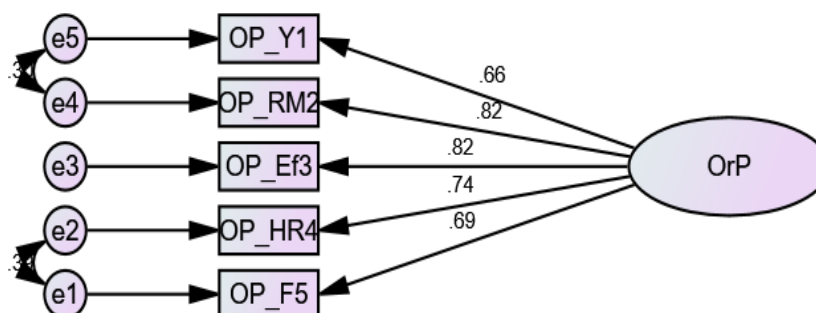 e5 OP_Y1
.66
e4 OP_RM2
.82
e3 OP_Ef3
.82
OrP
.74
e2 OP_HR4
.69
e1 OP_F5